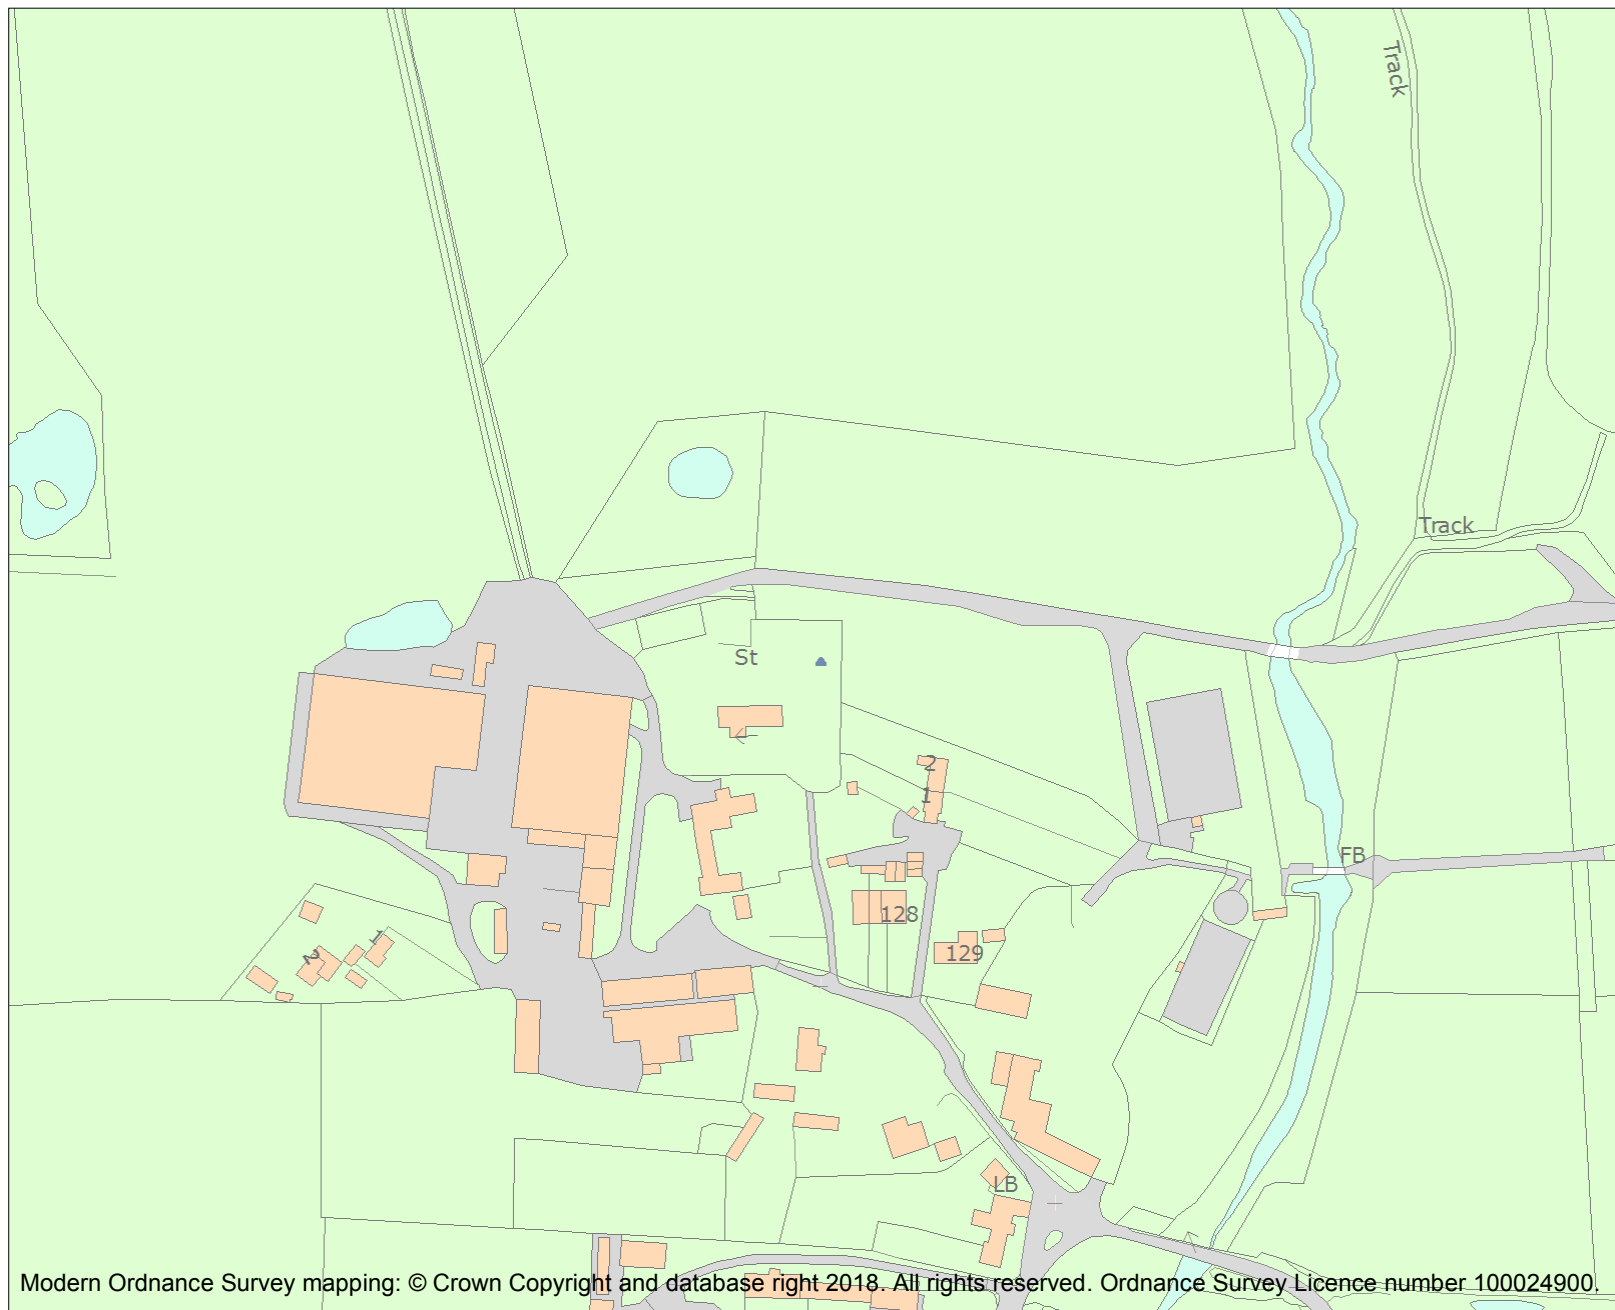 Track
Track
St
2
1
FB
128
1
2
129
LB
Modern Ordnance Survey mapping: © Crown Copyright and database right 2018. All rights reserved. Ordnance Survey Licence number 100024900.